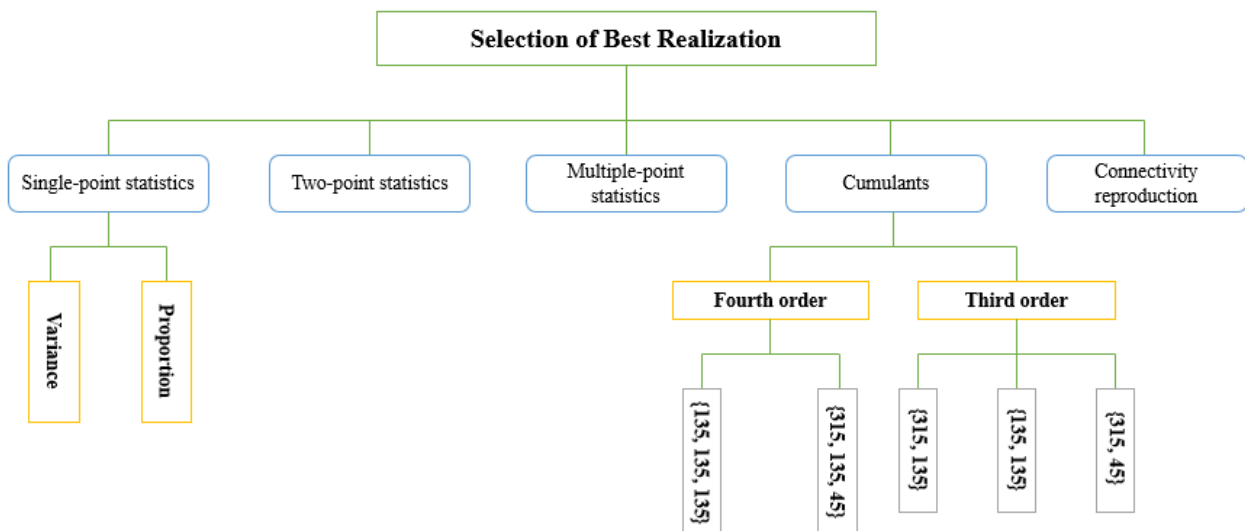 Selection of Best Realization
Single-point statistics
Two-point statistics
Multiple-point
statistics
Cumulants
Connectivity
reproduction
Variance
Proportion
Fourth order
Third order
{135, 135, 135}
{315, 135, 45}
{315, 135}
{135, 135}
{315, 45}